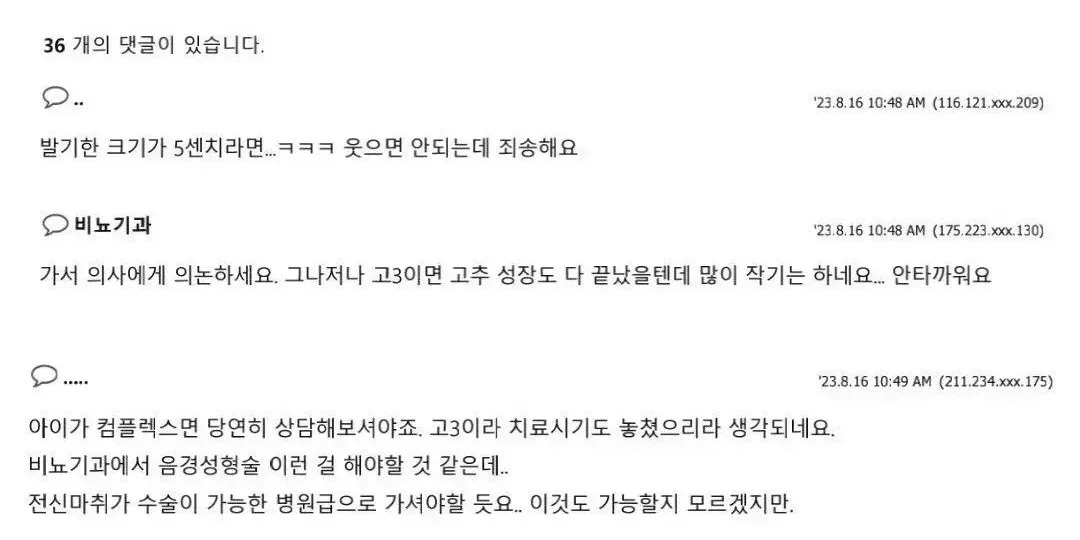 36 개의 댓글이 있습니다.
.. '23.8.16 10:48 AM (116.121.xxx.209)
발기한 크기가 5센치라면...ㅋㅋㅋ 웃으면 안되는데 죄송해요
비뇨기과 '23.8.16 10:48 AM (175.223.xxx.130)
가서 의사에게 의논하세요. 그나저나 고3이면 고추 성장도 다 끝났을텐데 많이 작기는 하네요... 안타까워요
..... '23.8.16 10:49 AM (211.234.xxx.175)
아이가 컴플렉스면 당연히 상담해보셔야죠. 고3이라 치료시기도 놓쳤으리라 생각되네요.
비뇨기과에서 음경성형술 이런 걸 해야할 것 같은데..
전신마취가 수술이 가능한 병원급으로 가셔야할 듯요.. 이것도 가능할지 모르겠지만.